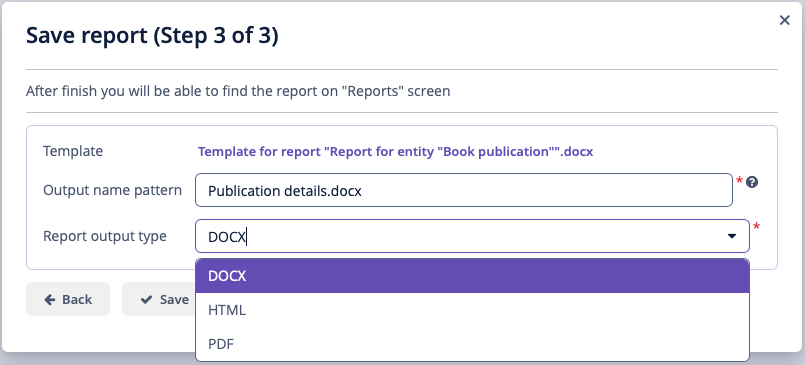 Save report (Step 3 of 3)
After finish you will be able to find the report on "Reports" screen
Template Template for report "Report for entity "Book publication"".docx
Output name pattern Publication details.docx *
Report output type DOCX *
DOCX
HTML
PDF
Back Save